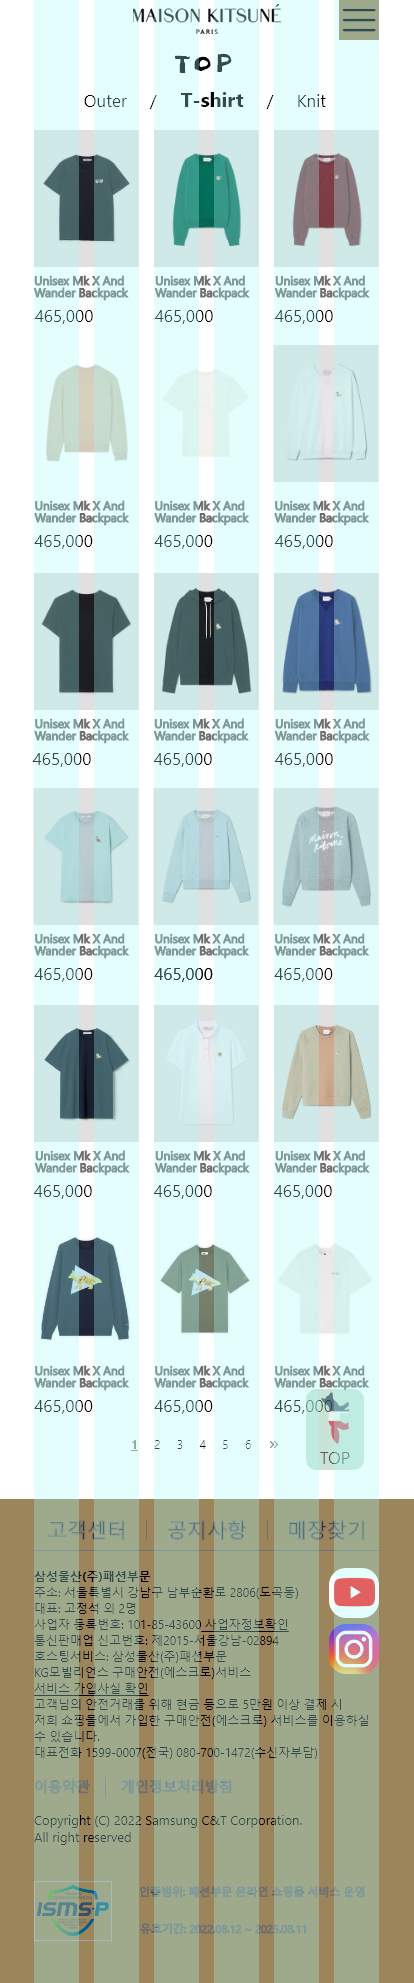 MAISON KITSUNÉ
PARIS
TOP
Outer / T-shirt / Knit
Unisex Mk X And Wander Backpack
465,000
Unisex Mk X And Wander Backpack
465,000
Unisex Mk X And Wander Backpack
465,000
Unisex Mk X And Wander Backpack
465,000
Unisex Mk X And Wander Backpack
465,000
Unisex Mk X And Wander Backpack
465,000
Unisex Mk X And Wander Backpack
465,000
Unisex Mk X And Wander Backpack
465,000
Unisex Mk X And Wander Backpack
465,000
Maison Kitsuné
Unisex Mk X And Wander Backpack
465,000
Unisex Mk X And Wander Backpack
465,000
Unisex Mk X And Wander Backpack
465,000
Unisex Mk X And Wander Backpack
465,000
Unisex Mk X And Wander Backpack
465,000
Unisex Mk X And Wander Backpack
465,000
Unisex Mk X And Wander Backpack
465,000
Unisex Mk X And Wander Backpack
465,000
Unisex Mk X And Wander Backpack
465,000
1 2 3 4 5 6 »
TOP
고객센터 | 공지사항 | 매장찾기
삼성물산(주)패션부문
주소: 서울특별시 강남구 남부순환로 2806(도곡동)
대표: 고정석 외 2명
사업자 등록번호: 101-85-43600 사업자정보확인
통신판매업 신고번호: 제2015-서울강남-02894
호스팅서비스: 삼성물산(주)패션부문
KG모빌리언스 구매안전(에스크로)서비스
서비스 가입사실 확인
고객님의 안전거래를 위해 현금 등으로 5만원 이상 결제 시
저희 쇼핑몰에서 가입한 구매안전(에스크로) 서비스를 이용하실
수 있습니다.
대표전화 1599-0007(전국) 080-700-1472(수신자부담)
이용약관 | 개인정보처리방침
Copyright (C) 2022 Samsung C&T Corporation.
All right reserved
ISMS-P
인증범위: 패션부문 온라인 쇼핑몰 서비스 운영
유효기간: 2022.08.12 ~ 2025.08.11